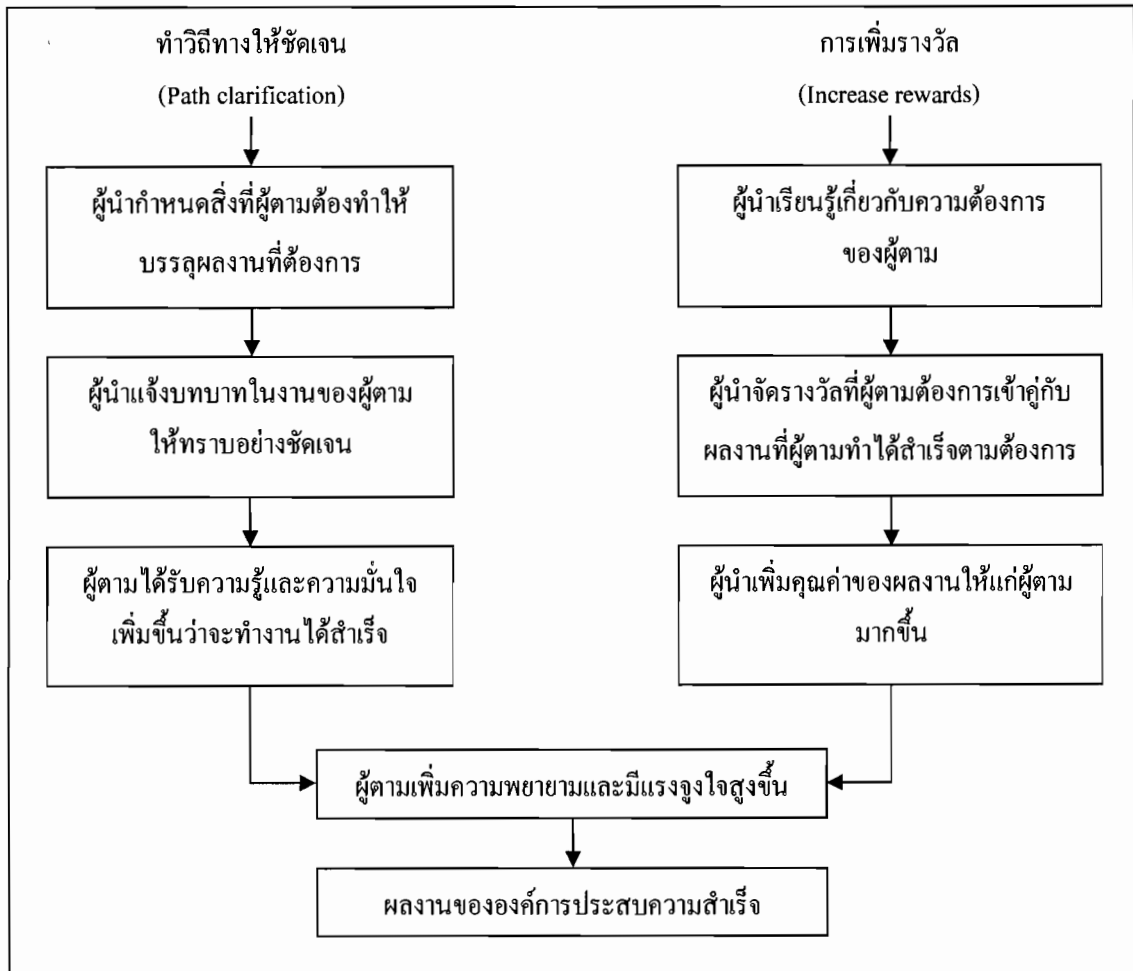 ทำวิถีทางให้ชัดเจน
(Path clarification)
ผู้นำกำหนดสิ่งที่ผู้ตามต้องทำให้
บรรลุผลงานที่ต้องการ
ผู้นำแจ้งบทบาทในงานของผู้ตาม
ให้ทราบอย่างชัดเจน
ผู้ตามได้รับความรู้และความมั่นใจ
เพิ่มขึ้นว่าจะทำงานได้สำเร็จ
การเพิ่มรางวัล
(Increase rewards)
ผู้นำเรียนรู้เกี่ยวกับความต้องการ
ของผู้ตาม
ผู้นำจัดรางวัลที่ผู้ตามต้องการเข้าคู่กับ
ผลงานที่ผู้ตามทำได้สำเร็จตามต้องการ
ผู้นำเพิ่มคุณค่าของผลงานให้แก่ผู้ตาม
มากขึ้น
ผู้ตามเพิ่มความพยายามและมีแรงจูงใจสูงขึ้น
ผลงานขององค์การประสบความสำเร็จ